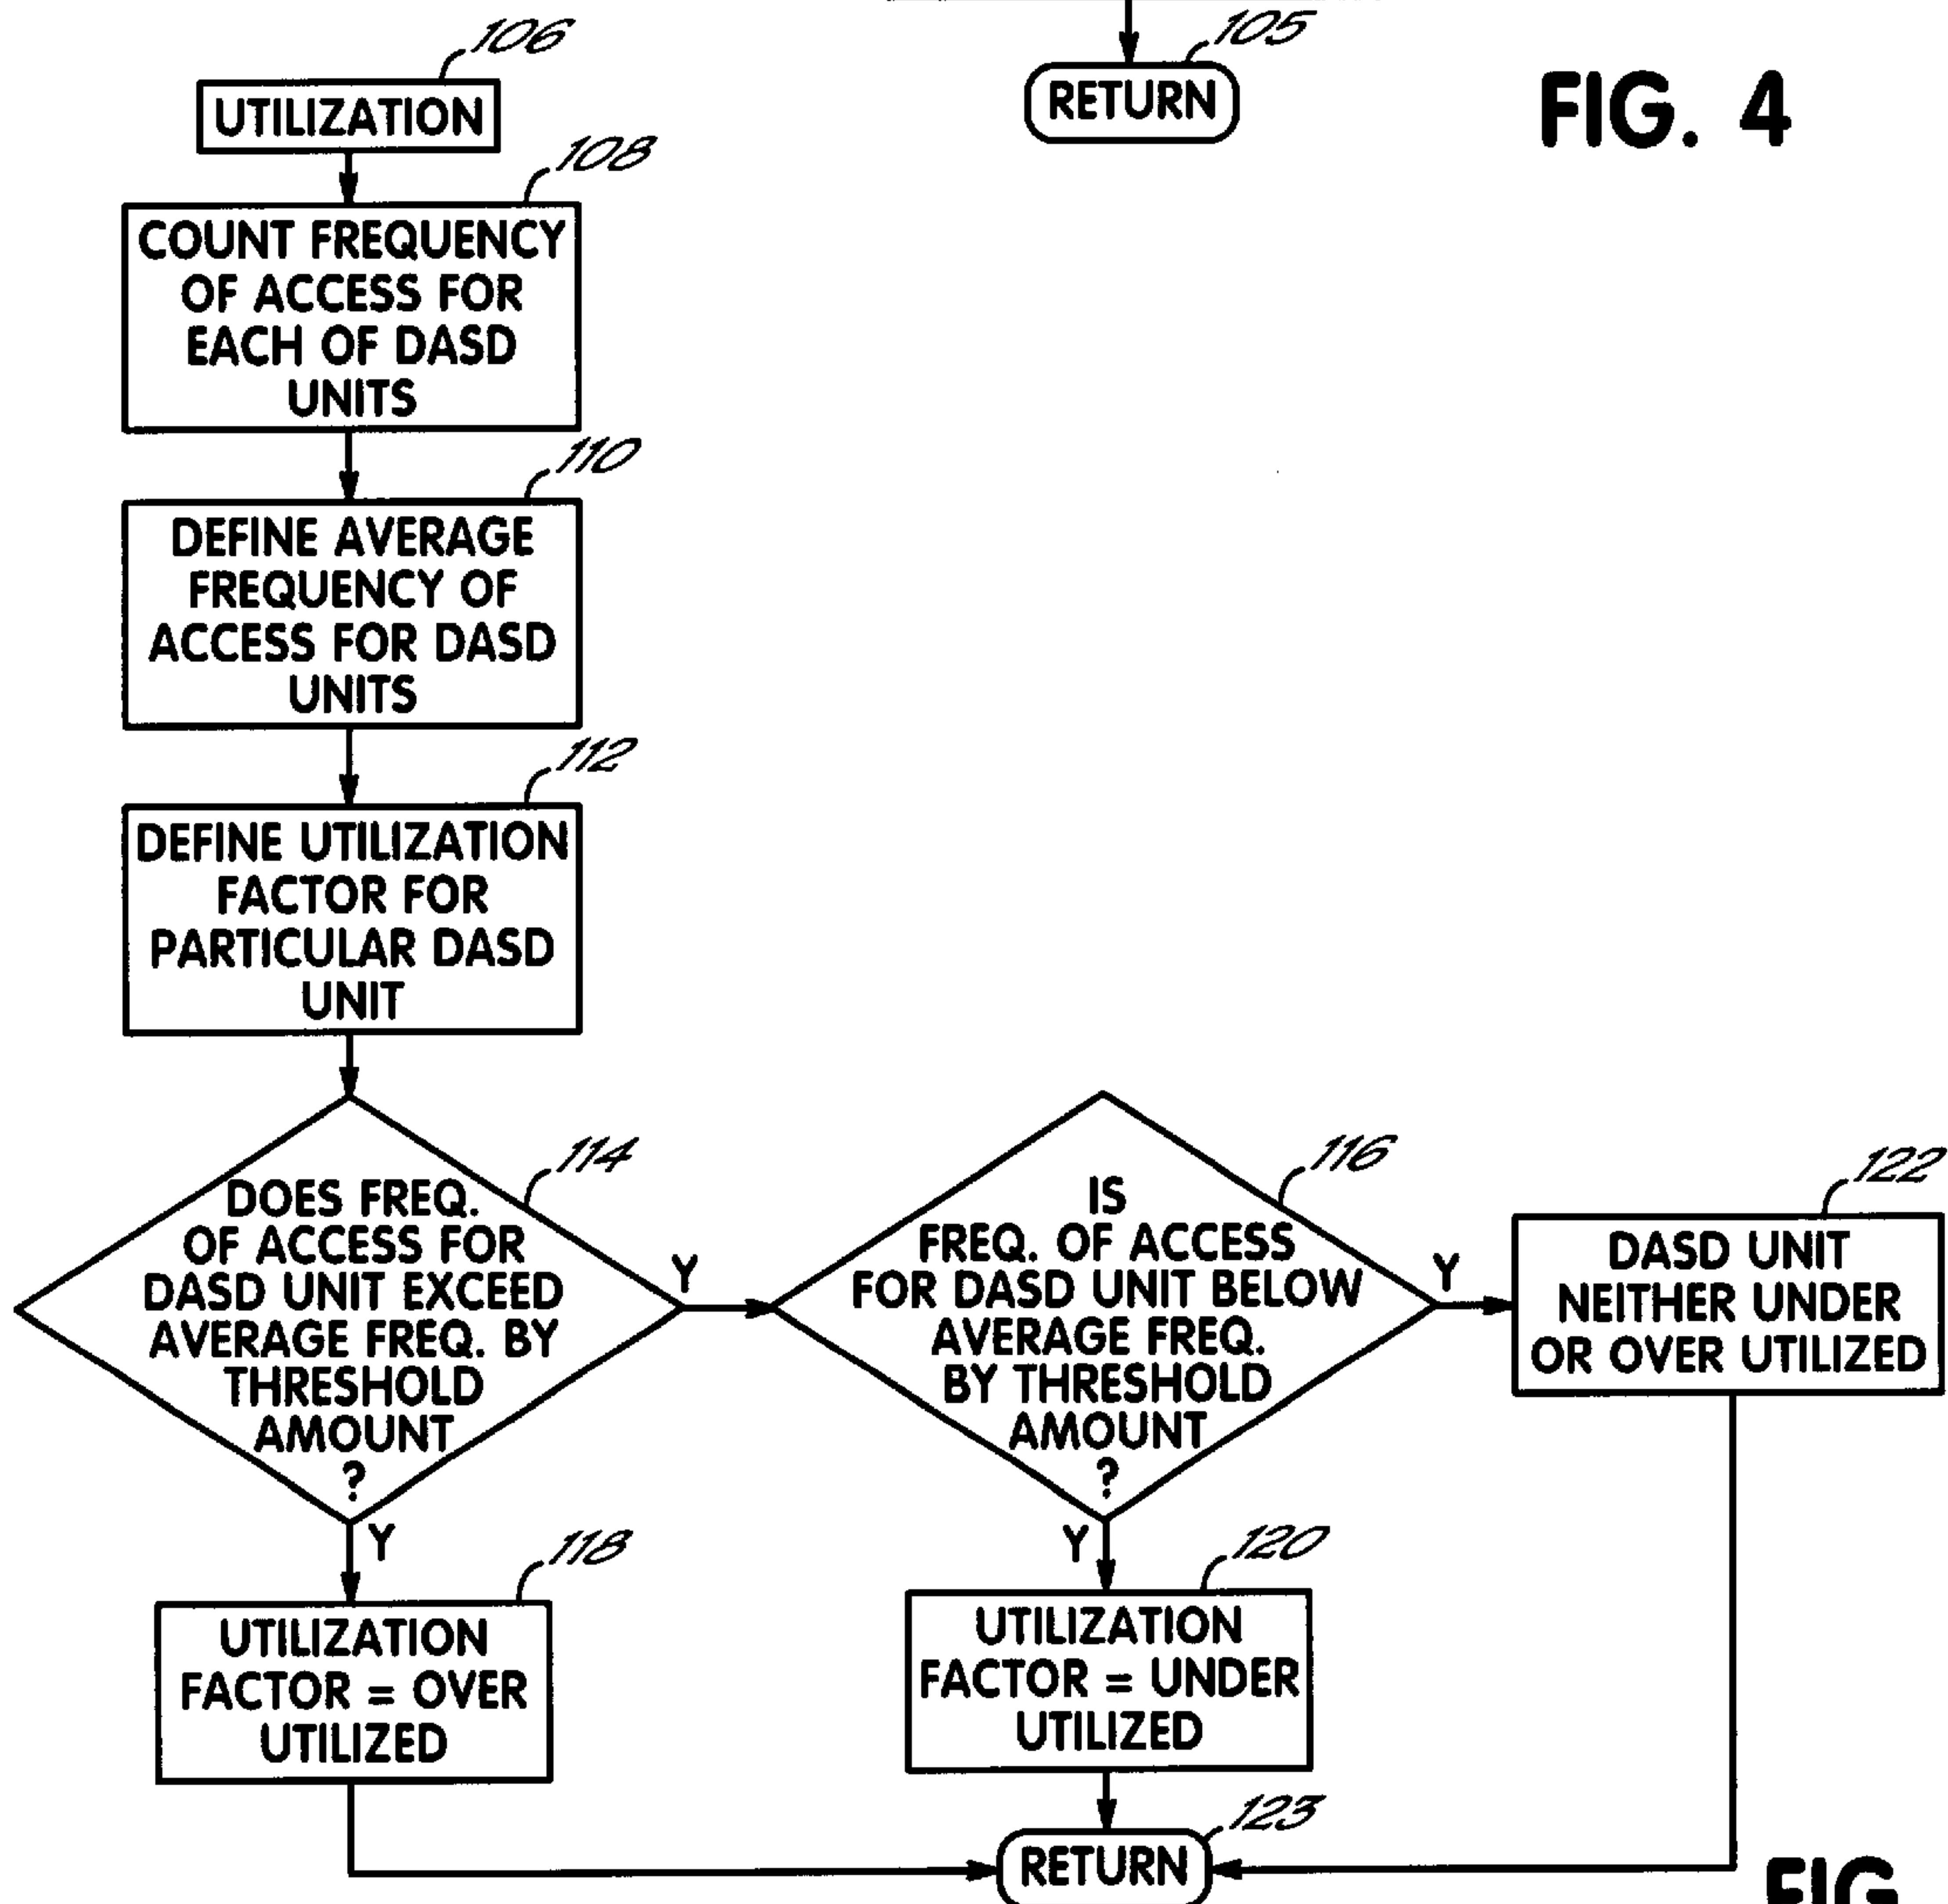 106
105
UTILIZATION
RETURN
FIG. 4
108
COUNT FREQUENCY
OF ACCESS FOR
EACH OF DASD
UNITS
110
DEFINE AVERAGE
FREQUENCY OF
ACCESS FOR DASD
UNITS
112
DEFINE UTILIZATION
FACTOR FOR
PARTICULAR DASD
UNIT
114
DOES FREQ.
OF ACCESS FOR
DASD UNIT EXCEED
AVERAGE FREQ. BY
THRESHOLD
AMOUNT
?
Y
Y
116
IS
FREQ. OF ACCESS
FOR DASD UNIT BELOW
AVERAGE FREQ.
BY THRESHOLD
AMOUNT
?
Y
Y
122
DASD UNIT
NEITHER UNDER
OR OVER UTILIZED
118
UTILIZATION
FACTOR = OVER
UTILIZED
120
UTILIZATION
FACTOR = UNDER
UTILIZED
123
RETURN
FIG